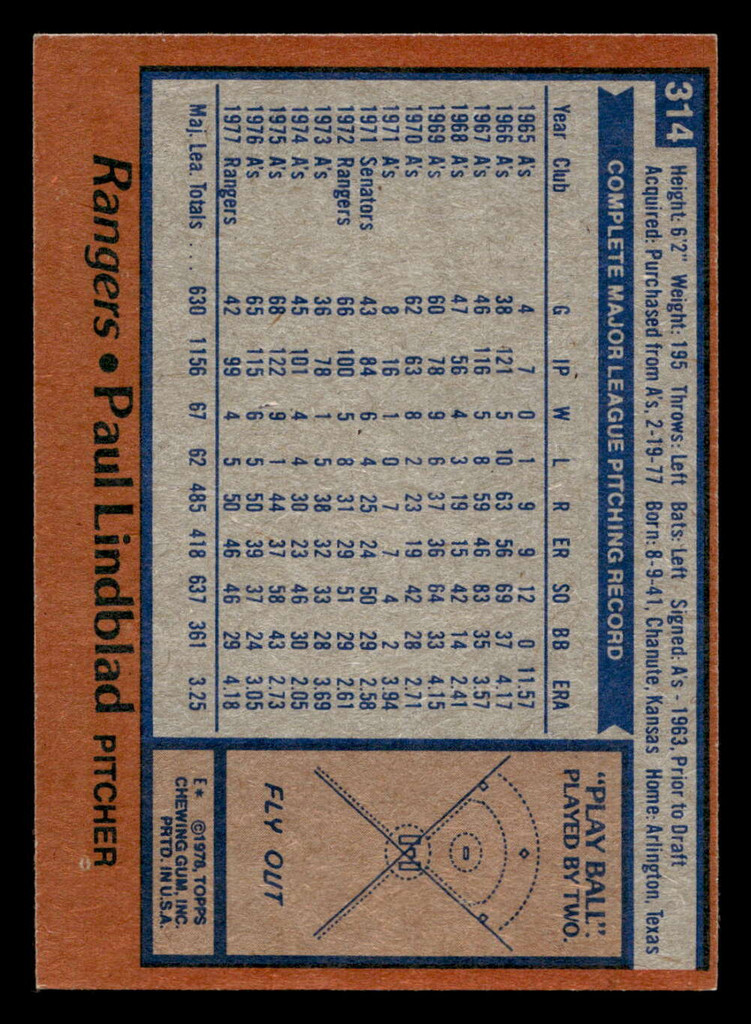 314
Height: 6'2" Weight: 195 Throws: Left Bats: Left Signed: A's - 1963, Prior to Draft
Acquired: Purchased from A's, 2-19-77 Born: 8-9-41, Chanute, Kansas Home: Arlington, Texas
COMPLETE MAJOR LEAGUE PITCHING RECORD
Year Club G IP W L R ER SO BB ERA
1965 A's 4 7 0 1 9 9 12 0 11.57
1966 A's 38 121 5 10 63 56 69 37 4.17
1967 A's 46 116 5 8 59 46 83 35 3.57
1968 A's 47 56 4 3 19 15 42 14 2.41
1969 A's 60 78 9 6 37 36 64 33 4.15
1970 A's 62 63 8 2 23 19 42 28 2.71
1971 A's 8 16 1 0 7 7 4 2 3.94
1971 Senators 43 84 6 4 25 24 50 29 2.58
1972 Rangers 66 100 5 8 31 29 51 29 2.61
1973 A's 36 78 1 5 38 32 33 28 3.69
1974 A's 45 101 4 4 30 23 46 30 2.05
1975 A's 68 122 9 1 44 37 58 43 2.73
1976 A's 65 115 6 5 50 39 37 24 3.05
1977 Rangers 42 99 4 5 50 46 46 29 4.18
Maj. Lea. Totals ... 630 1156 67 62 485 418 637 361 3.25
"PLAY BALL":
PLAYED BY TWO.
FLY OUT
E* ©1978, TOPPS
CHEWING GUM, INC.
PRTD. IN U.S.A.
Rangers • Paul Lindblad PITCHER